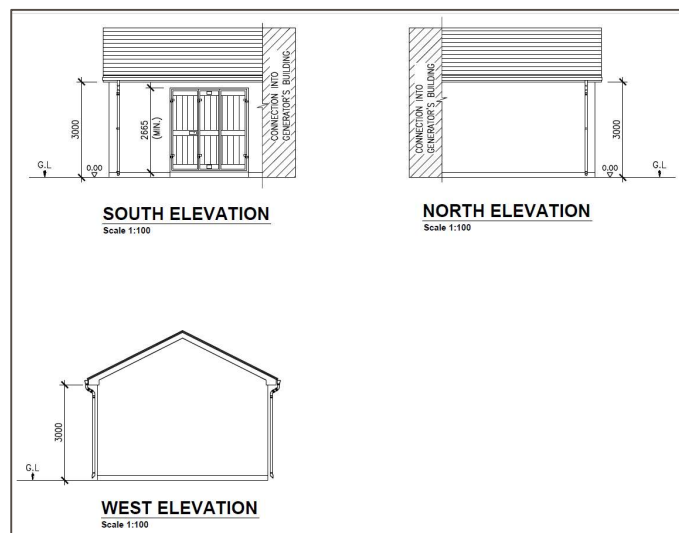 CONNECTION INTO
GENERATOR'S BUILDING
3000
2665
(MIN.)
G.L
0.00
SOUTH ELEVATION
Scale 1:100
CONNECTION INTO
GENERATOR'S BUILDING
3000
0.00
G.L
NORTH ELEVATION
Scale 1:100
3000
G.L
WEST ELEVATION
Scale 1:100